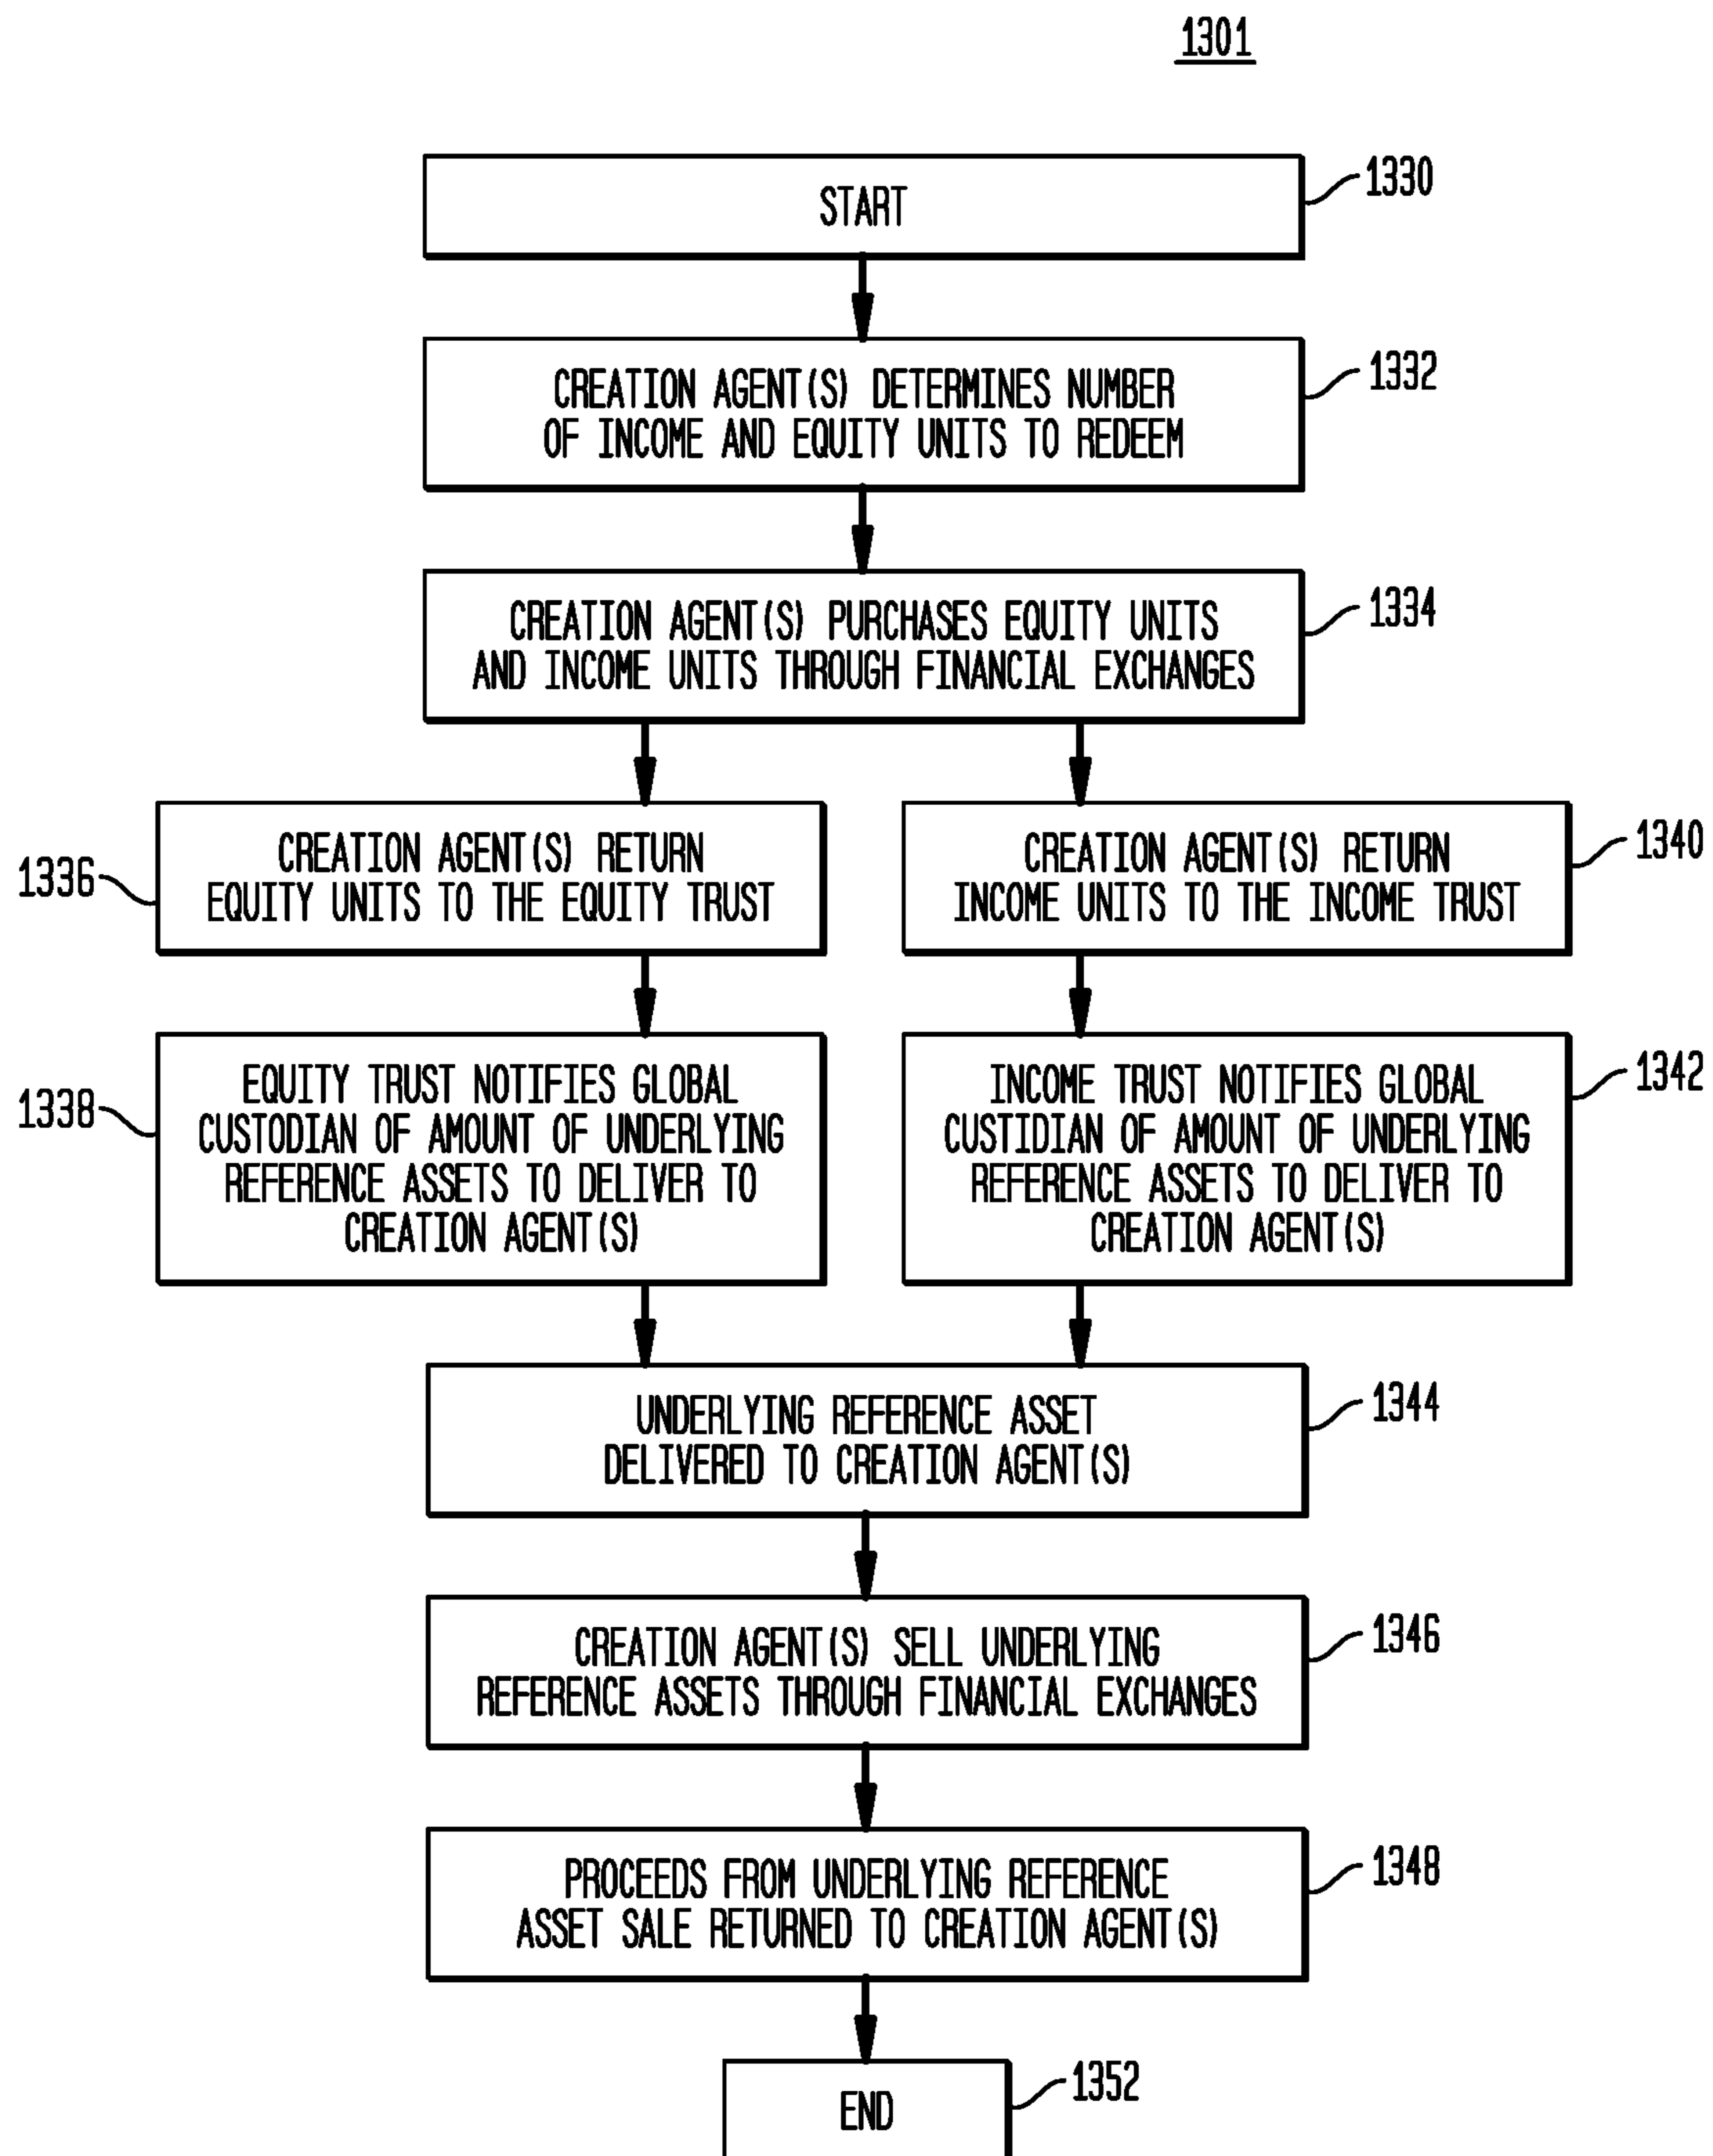 1301
START
1330
CREATION AGENT(S) DETERMINES NUMBER
OF INCOME AND EQUITY UNITS TO REDEEM
1332
CREATION AGENT(S) PURCHASES EQUITY UNITS
AND INCOME UNITS THROUGH FINANCIAL EXCHANGES
1334
CREATION AGENT(S) RETURN
EQUITY UNITS TO THE EQUITY TRUST
1336
CREATION AGENT(S) RETURN
INCOME UNITS TO THE INCOME TRUST
1340
EQUITY TRUST NOTIFIES GLOBAL
CUSTODIAN OF AMOUNT OF UNDERLYING
REFERENCE ASSETS TO DELIVER TO
CREATION AGENT(S)
1338
INCOME TRUST NOTIFIES GLOBAL
CUSTIDIAN OF AMOUNT OF UNDERLYING
REFERENCE ASSETS TO DELIVER TO
CREATION AGENT(S)
1342
UNDERLYING REFERENCE ASSET
DELIVERED TO CREATION AGENT(S)
1344
CREATION AGENT(S) SELL UNDERLYING
REFERENCE ASSETS THROUGH FINANCIAL EXCHANGES
1346
PROCEEDS FROM UNDERLYING REFERENCE
ASSET SALE RETURNED TO CREATION AGENT(S)
1348
END
1352